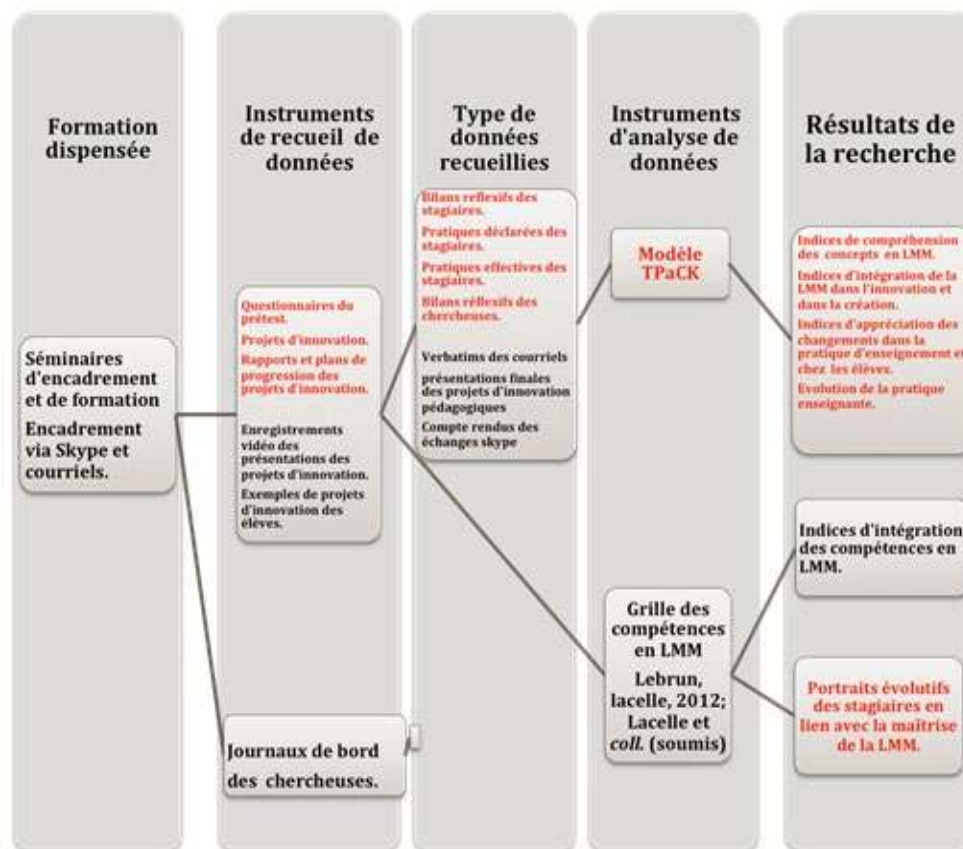 Formation
dispensée
Séminaires
d'encadrement
et de formation
Encadrement
via Skype et
courriels.
Instruments
de recueil de
données
Questionnaires du
prétest.
Projets d'innovation.
Rapports et plans de
progression des
projets d'innovation.
Enregistrements
vidéo des
présentations des
projets d'innovation.
Exemples de projets
d'innovation des
élèves.
Journaux de bord
des chercheuses.
Type de
données
recueillies
Bilans reflexifs des
stagiaires.
Pratiques déclarées des
stagiaires.
Pratiques effectives des
stagiaires.
Bilans réflexifs des
chercheuses.
Verbatims des courriels
présentations finales
des projets d'innovation
pédagogiques
Compte rendus des
échanges skype
Instruments
d'analyse de
données
Modèle
TPaCK
Grille des
compétences
en LMM
Lebrun,
lacelle, 2012;
Lacelle et
coll. (soumis)
Résultats de
la recherche
Indices de compréhension
des concepts en LMM.
Indices d'intégration de la
LMM dans l'innovation et
dans la création.
Indices d'appréciation des
changements dans la
pratique d'enseignement et
chez les élèves.
Evolution de la pratique
enseignante.
Indices d'intégration
des compétences en
LMM.
Portraits évolutifs
des stagiaires en
lien avec la maîtrise
de la LMM.